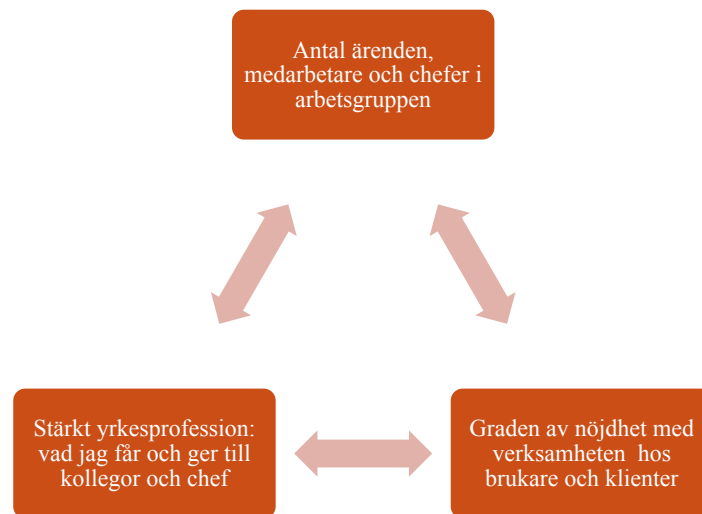 Antal ärenden,
medarbetare och chefer i
arbetsgruppen
Stärkt yrkesprofession:
vad jag får och ger till
kollegor och chef
Graden av nöjdhet med
verksamheten  hos
brukare och klienter